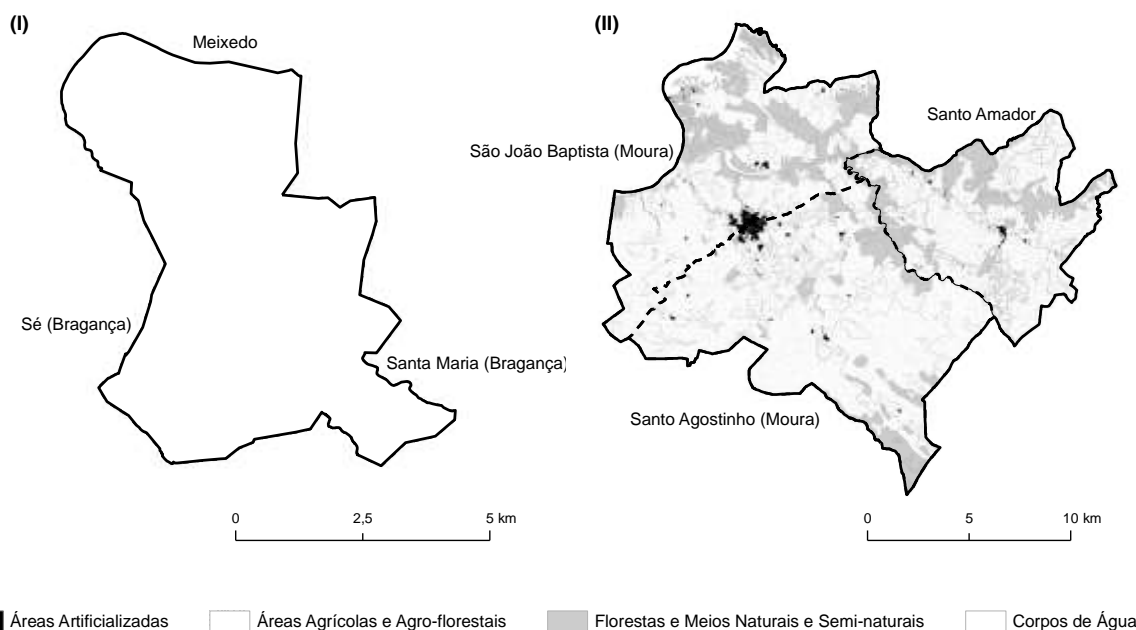 (I)
Meixedo
Sé (Bragança)
Santa Maria (Bragança)
0 2,5 5 km
(II)
Santo Amador
São João Baptista (Moura)
Santo Agostinho (Moura)
0 5 10 km
Áreas Artificializadas Áreas Agrícolas e Agro-florestais Florestas e Meios Naturais e Semi-naturais Corpos de Água